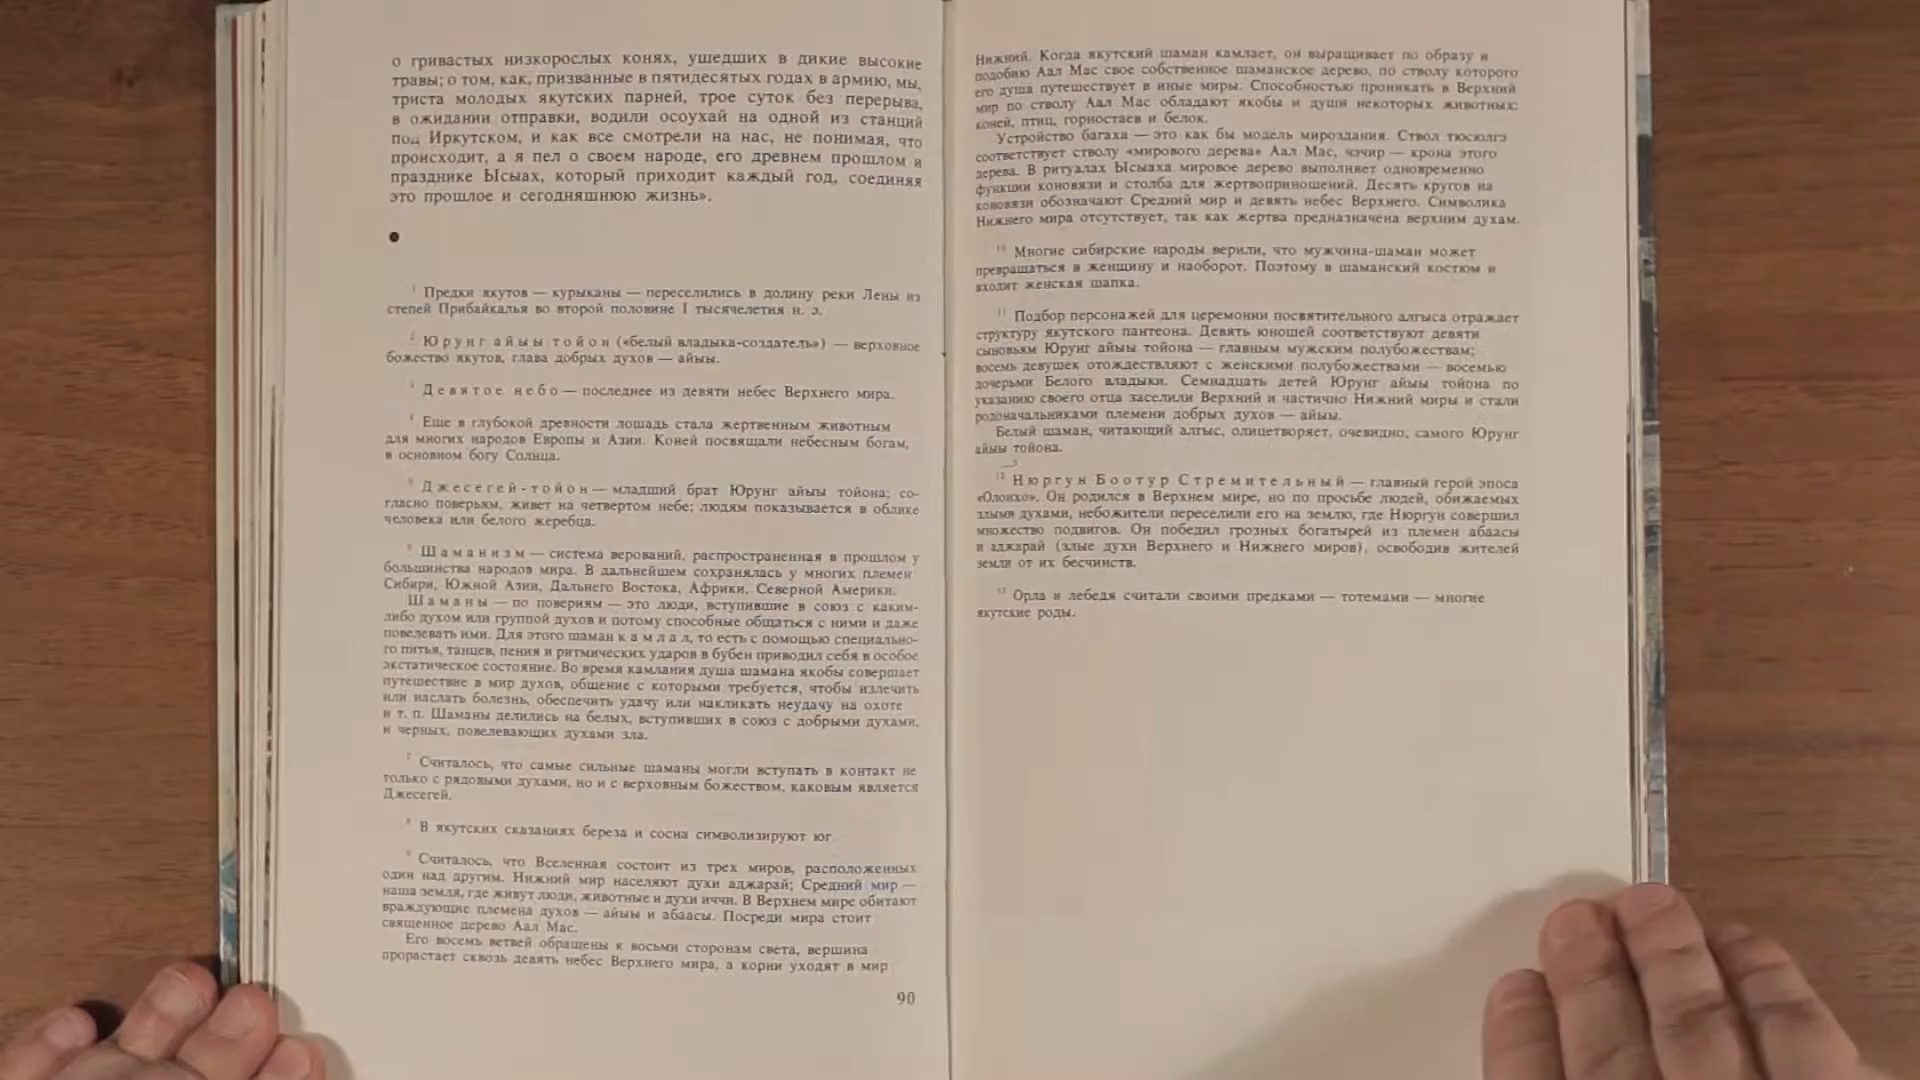 о гривастых низкорослых конях, ушедших в дикие высокие
травы; о том, как, призванные в пятидесятых годах в армию, мы,
триста молодых якутских парней, трое суток без перерыва,
в ожидании отправки, водили осоухай на одной из станций
под Иркутском, и как все смотрели на нас, не понимая, что
происходит, а я пел о своем народе, его древнем прошлом и
празднике Ысыах, который приходит каждый год, соединяя
это прошлое и сегодняшнюю жизнь».
●
1 Предки якутов — курыканы — переселились в долину реки Лены из
степей Прибайкалья во второй половине I тысячелетия н. э.
2 Юрунг айыы тойон («белый владыка-создатель») — верховное
божество якутов, глава добрых духов — айыы.
3 Девятое небо — последнее из девяти небес Верхнего мира.
4 Еще в глубокой древности лошадь стала жертвенным животным
для многих народов Европы и Азии. Коней посвящали небесным богам,
в основном богу Солнца.
5 Джесегей-тойон — младший брат Юрунг айыы тойона; со-
гласно поверьям, живет на четвертом небе; людям показывается в облике
человека или белого жеребца.
6 Шаманизм — система верований, распространенная в прошлом у
большинства народов мира. В дальнейшем сохранялась у многих племен
Сибири, Южной Азии, Дальнего Востока, Африки, Северной Америки.
Шаманы — по повериям — это люди, вступившие в союз с каким-
либо духом или группой духов и потому способные общаться с ними и даже
повелевать ими. Для этого шаман камлал, то есть с помощью специально-
го питья, танцев, пения и ритмических ударов в бубен приводил себя в особое
экстатическое состояние. Во время камлания душа шамана якобы совершает
путешествие в мир духов, общение с которыми требуется, чтобы излечить
или наслать болезнь, обеспечить удачу или накликать неудачу на охоте
и т. п. Шаманы делились на белых, вступивших в союз с добрыми духами,
и черных, повелевающих духами зла.
7 Считалось, что самые сильные шаманы могли вступать в контакт не
только с рядовыми духами, но и с верховным божеством, каковым является
Джесегей.
8 В якутских сказаниях береза и сосна символизируют юг.
9 Считалось, что Вселенная состоит из трех миров, расположенных
один над другим. Нижний мир населяют духи аджарай; Средний мир —
наша земля, где живут люди, животные и духи иччи. В Верхнем мире обитают
враждующие племена духов — айыы и абаасы. Посреди мира стоит
священное дерево Аал Мас.
Его восемь ветвей обращены к восьми сторонам света, вершина
прорастает сквозь девять небес Верхнего мира, а корни уходят в мир
90
Нижний. Когда якутский шаман камлает, он выращивает по образу и
подобию Аал Мас свое собственное шаманское дерево, по стволу которого
его душа путешествует в иные миры. Способностью проникать в Верхний
мир по стволу Аал Мас обладают якобы и души некоторых животных:
коней, птиц, горностаев и белок.
Устройство багаха — это как бы модель мироздания. Ствол тюсюлгэ
соответствует стволу «мирового дерева» Аал Мас, чэчир — крона этого
дерева. В ритуалах Ысыаха мировое дерево выполняет одновременно
функции коновязи и столба для жертвоприношений. Десять кругов на
коновязи обозначают Средний мир и девять небес Верхнего. Символика
Нижнего мира отсутствует, так как жертва предназначена верхним духам.
10 Многие сибирские народы верили, что мужчина-шаман может
превращаться в женщину и наоборот. Поэтому в шаманский костюм и
входит женская шапка.
11 Подбор персонажей для церемонии посвятительного алгыса отражает
структуру якутского пантеона. Девять юношей соответствуют девяти
сыновьям Юрунг айыы тойона — главным мужским полубожествам;
восемь девушек отождествляют с женскими полубожествами — восемью
дочерьми Белого владыки. Семнадцать детей Юрунг айыы тойона по
указанию своего отца заселили Верхний и частично Нижний миры и стали
родоначальниками племени добрых духов — айыы.
Белый шаман, читающий алгыс, олицетворяет, очевидно, самого Юрунг
айыы тойона.
12 Нюргун Боотур Стремительный — главный герой эпоса
«Олонхо». Он родился в Верхнем мире, но по просьбе людей, обижаемых
злыми духами, небожители переселили его на землю, где Нюргун совершил
множество подвигов. Он победил грозных богатырей из племен абаасы
и аджарай (злые духи Верхнего и Нижнего миров), освободив жителей
земли от их бесчинств.
13 Орла и лебедя считали своими предками — тотемами — многие
якутские роды.